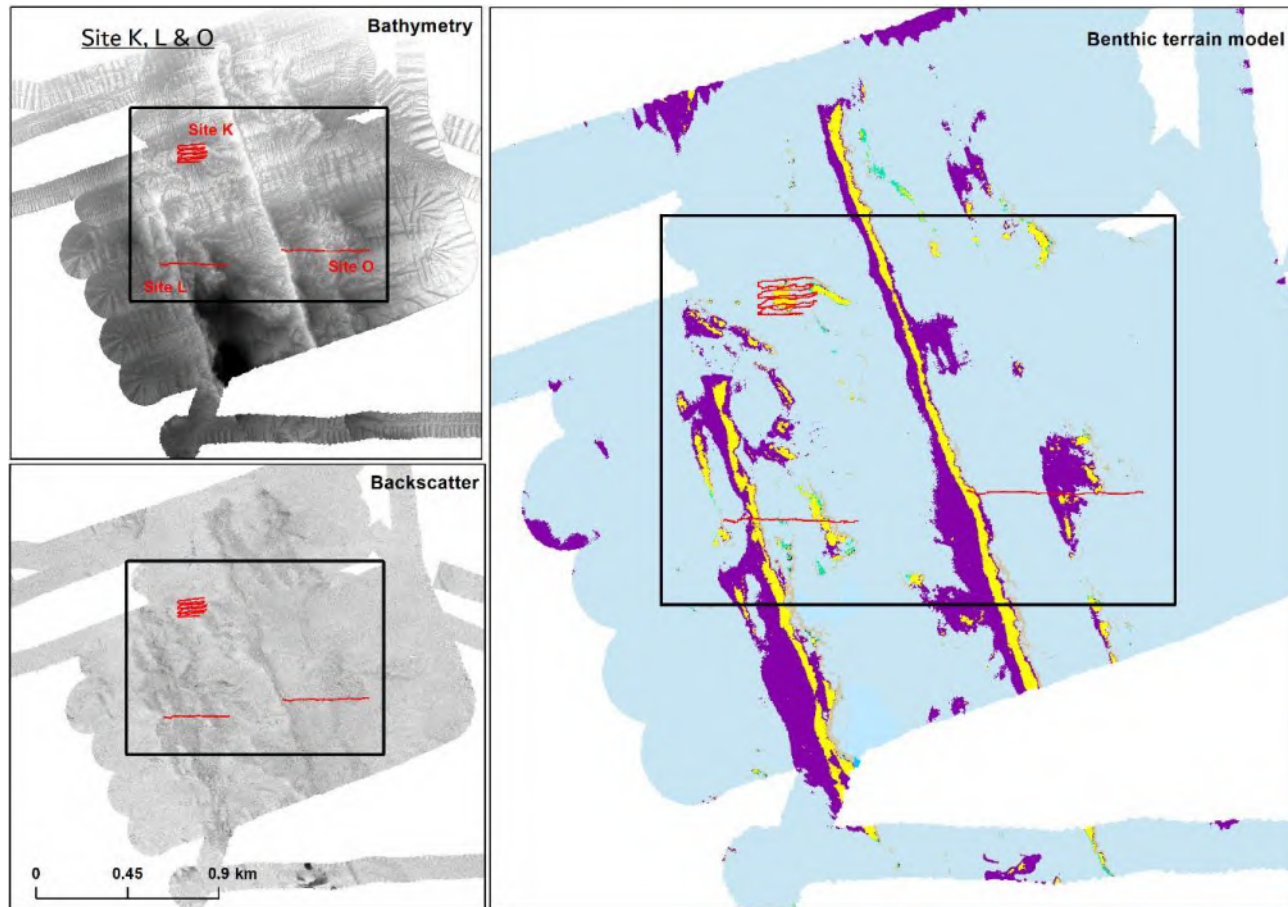 Site K, L & O
Bathymetry
Site K
Site O
Site L
Backscatter
0 0.45 0.9 km
Benthic terrain model